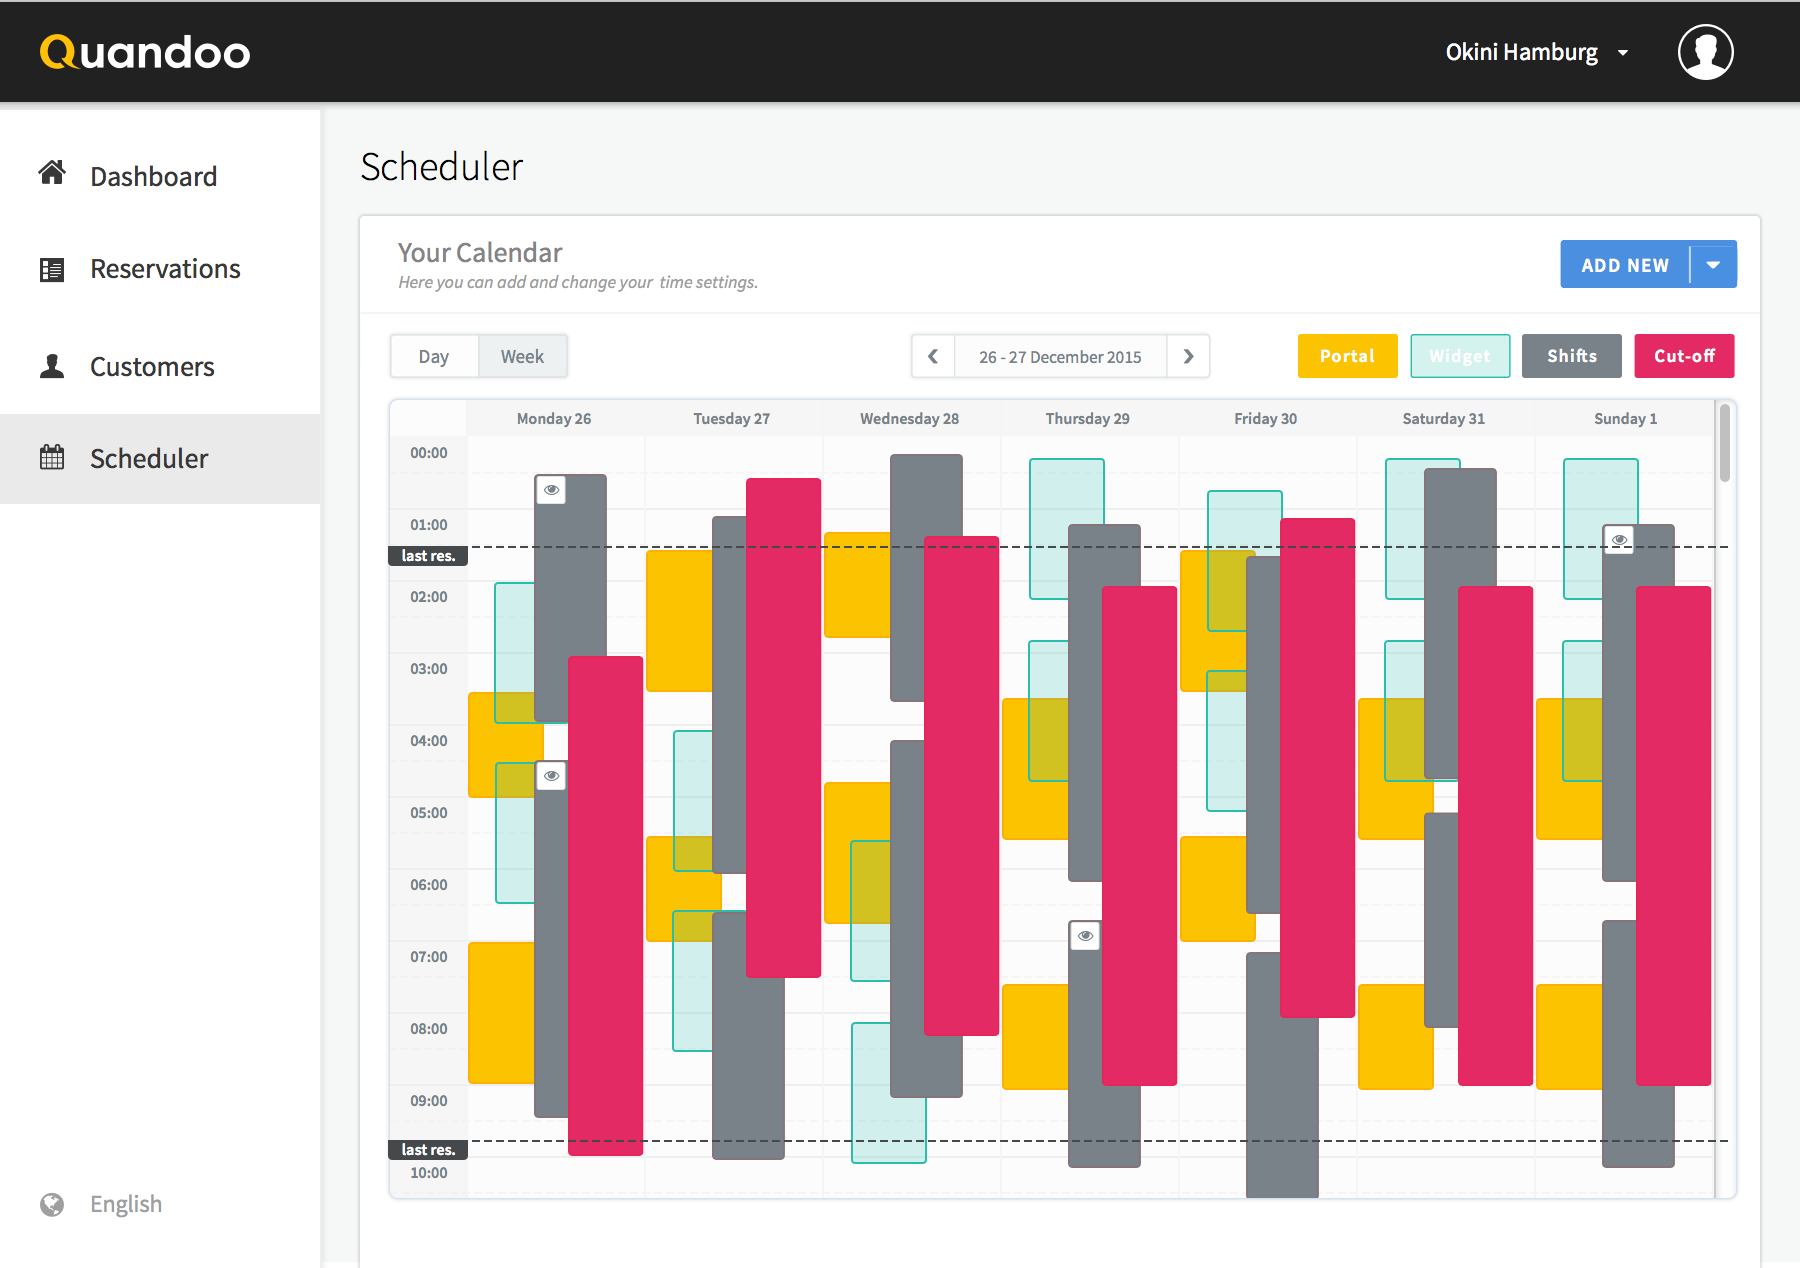 Quandoo
Okini Hamburg
Dashboard
Reservations
Customers
Scheduler
English
Scheduler
Your Calendar
Here you can add and change your time settings.
ADD NEW
Day Week
26 - 27 December 2015
Portal Widget Shifts Cut-off
Monday 26 Tuesday 27 Wednesday 28 Thursday 29 Friday 30 Saturday 31 Sunday 1
00:00
01:00
last res.
02:00
03:00
04:00
05:00
06:00
07:00
08:00
09:00
last res.
10:00